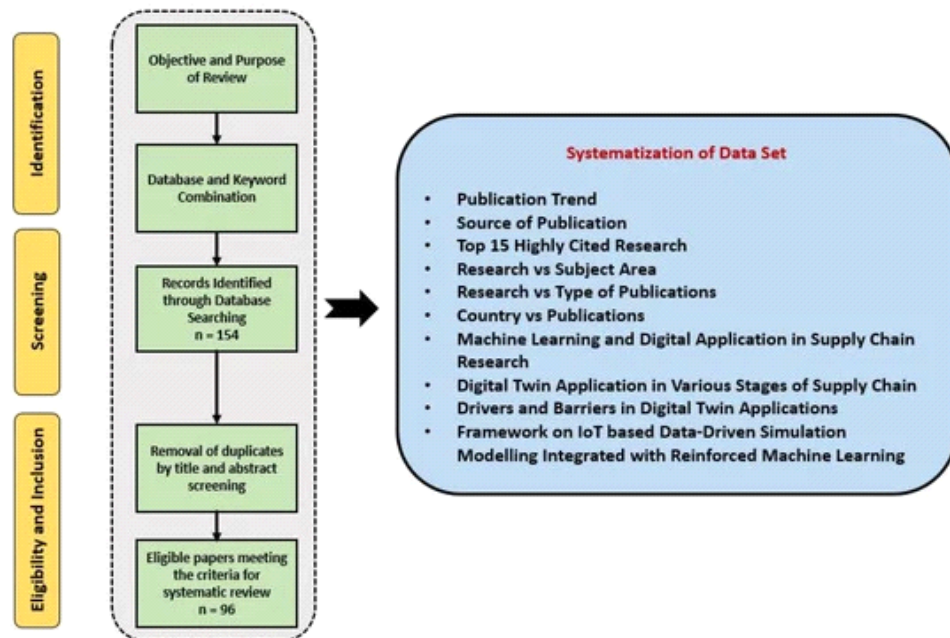 Identification
Screening
Eligibility and Inclusion
Objective and Purpose
of Review
Database and Keyword
Combination
Records Identified
through Database
Searching
n = 154
Removal of duplicates
by title and abstract
screening
Eligible papers meeting
the criteria for
systematic review
n = 96
Systematization of Data Set
• Publication Trend
• Source of Publication
• Top 15 Highly Cited Research
• Research vs Subject Area
• Research vs Type of Publications
• Country vs Publications
• Machine Learning and Digital Application in Supply Chain
Research
• Digital Twin Application in Various Stages of Supply Chain
• Drivers and Barriers in Digital Twin Applications
• Framework on IoT based Data-Driven Simulation
Modelling Integrated with Reinforced Machine Learning